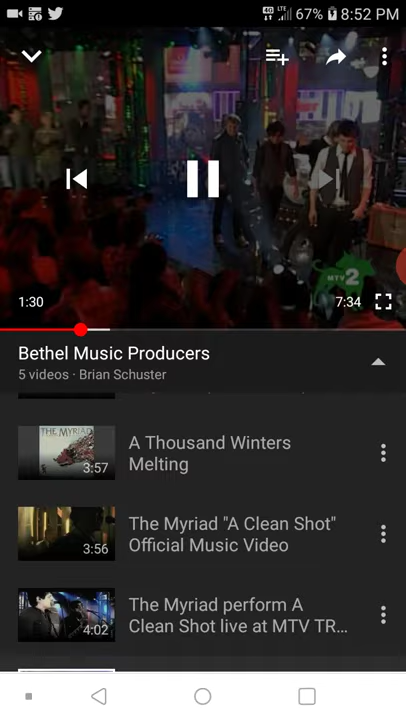 4G LTE 67% 8:52 PM
MTV2
1:30 7:34
Bethel Music Producers
5 videos · Brian Schuster
THE MYRIAD
3:57
A Thousand Winters
Melting
3:56
The Myriad "A Clean Shot"
Official Music Video
4:02
The Myriad perform A
Clean Shot live at MTV TR...